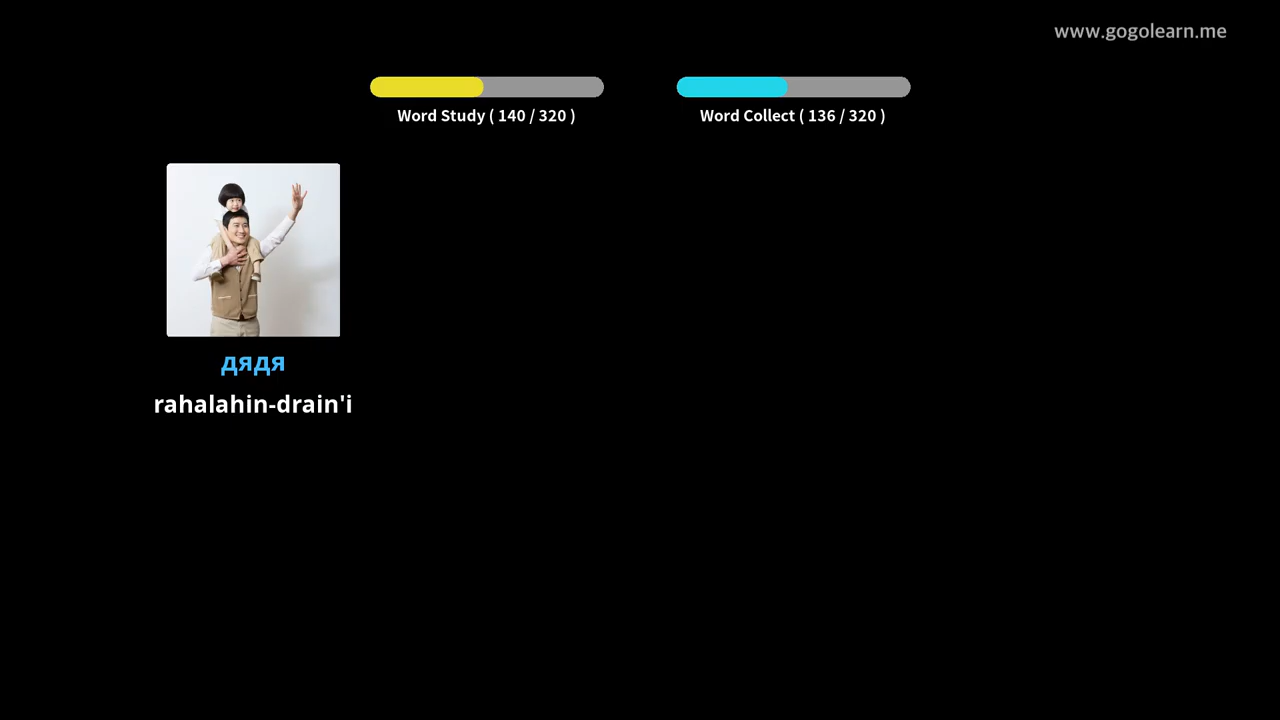 www.gogolearn.me
Word Study ( 140 / 320 )
Word Collect ( 136 / 320 )
дядя
rahalahin-drain'i